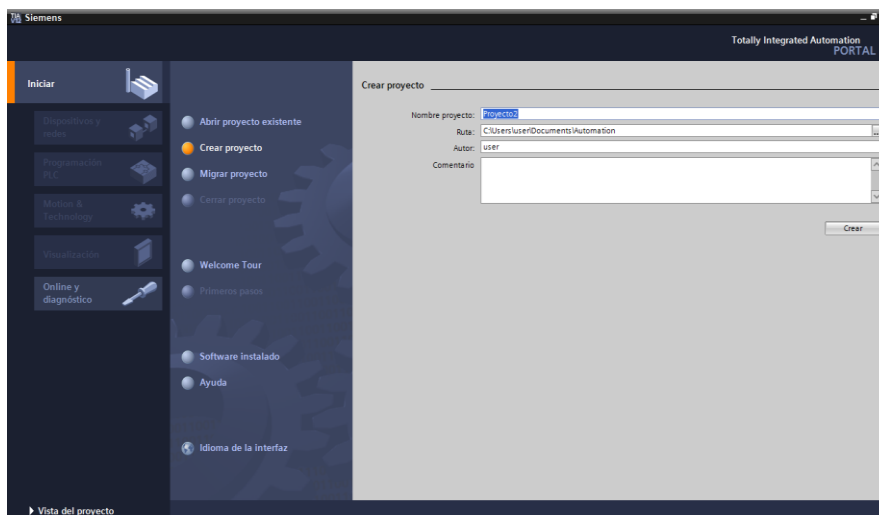 Siemens
Totally Integrated Automation
PORTAL
Iniciar
Dispositivos y
redes
Programación
PLC
Motion &
Technology
Visualización
Online y
diagnóstico
Abrir proyecto existente
Crear proyecto
Migrar proyecto
Cerrar proyecto
Welcome Tour
Primeros pasos
Software instalado
Ayuda
Idioma de la interfaz
Crear proyecto
Nombre proyecto: Proyecto2
Ruta: C:\Users\user\Documents\Automation
...
Autor: user
Comentario
Crear
Vista del proyecto